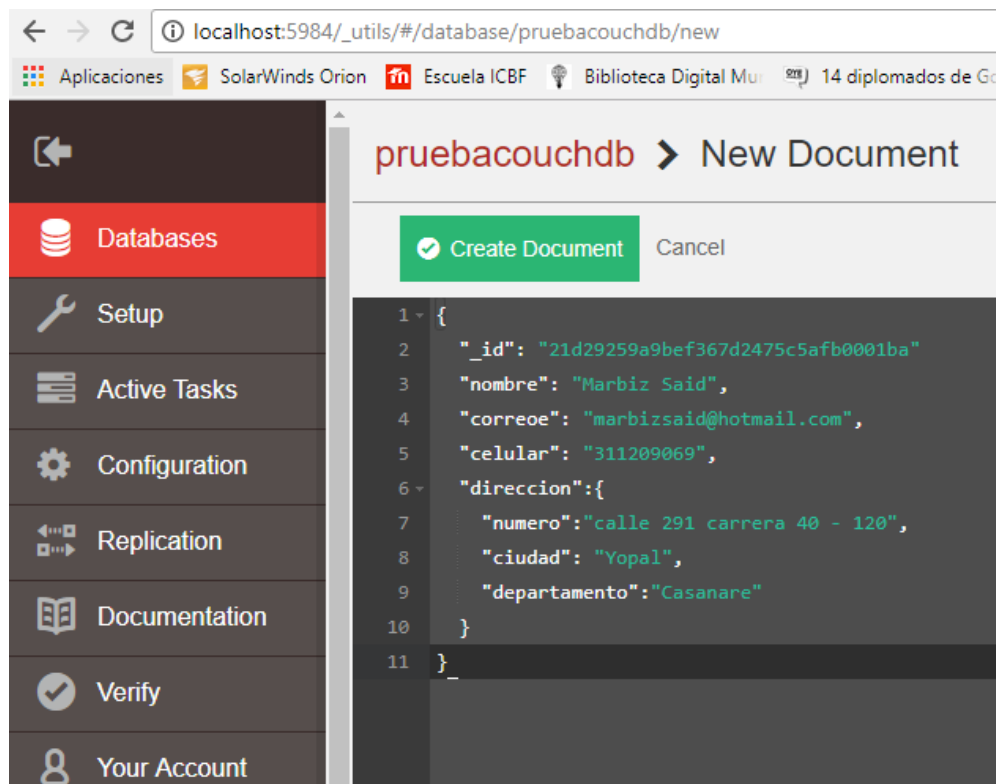 localhost:5984/_utils/#/database/pruebacouchdb/new
Aplicaciones SolarWinds Orion Escuela ICBF Biblioteca Digital Mu 14 diplomados de Go
pruebacouchdb New Document
Create Document Cancel
Databases
Setup
Active Tasks
Configuration
Replication
Documentation
Verify
Your Account
1 {
2 "_id": "21d29259a9bef367d2475c5afb0001ba"
3 "nombre": "Marbiz Said",
4 "correoe": "marbizsaid@hotmail.com",
5 "celular": "311209069",
6 "direccion":{
7 "numero":"calle 291 carrera 40 - 120",
8 "ciudad": "Yopal",
9 "departamento":"Casanare"
10 }
11 }